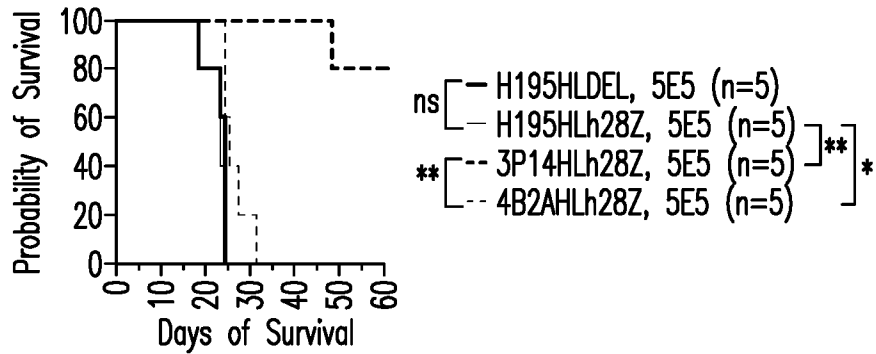 Probability of Survival
100
80
60
40
20
0
0 10 20 30 40 50 60
Days of Survival
ns
H195HLDEL, 5E5 (n=5)
H195HLh28Z, 5E5 (n=5)
**
3P14HLh28Z, 5E5 (n=5)
4B2AHLh28Z, 5E5 (n=5)
**
*